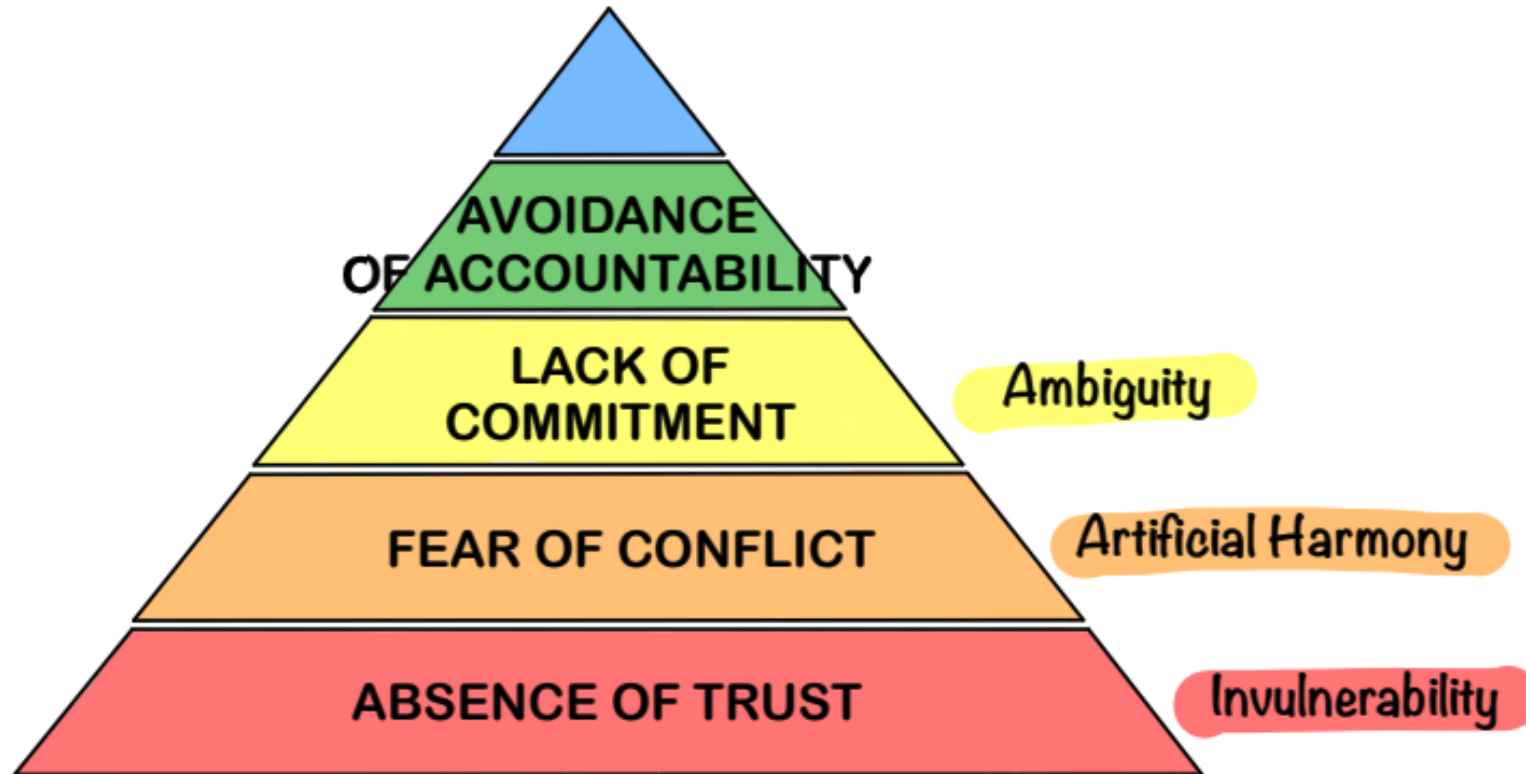 AVOIDANCE
OF ACCOUNTABILITY
LACK OF
COMMITMENT
Ambiguity
FEAR OF CONFLICT
Artificial Harmony
ABSENCE OF TRUST
Invulnerability